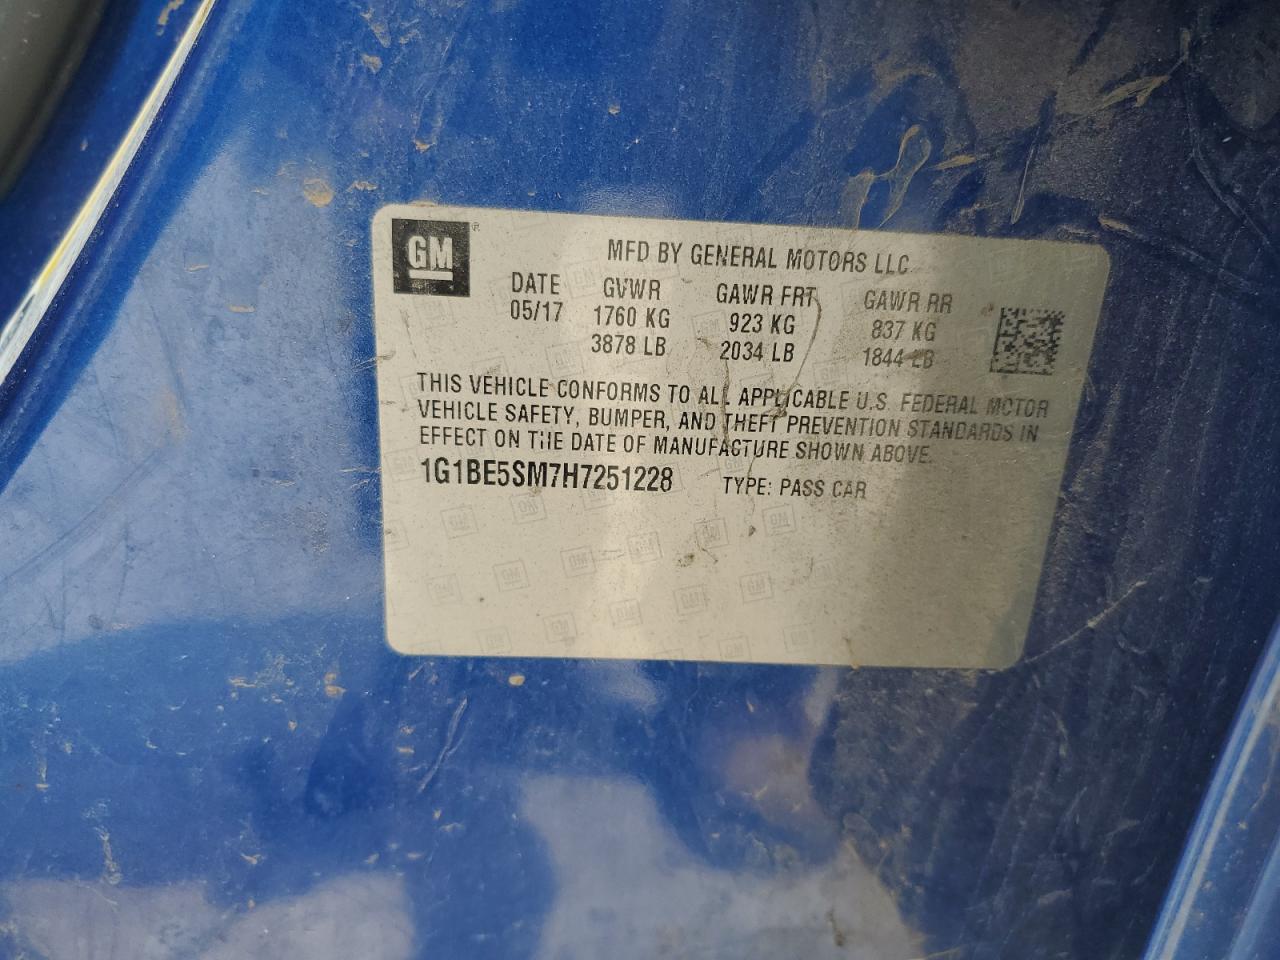 GM
MFD BY GENERAL MOTORS LLC
DATE GVWR GAWR FRT GAWR RR
05/17 1760 KG 923 KG 837 KG
3878 LB 2034 LB 1844 LB
THIS VEHICLE CONFORMS TO ALL APPLICABLE U.S. FEDERAL MOTOR
VEHICLE SAFETY, BUMPER, AND THEFT PREVENTION STANDARDS IN
EFFECT ON THE DATE OF MANUFACTURE SHOWN ABOVE.
1G1BE5SM7H7251228 TYPE: PASS CAR